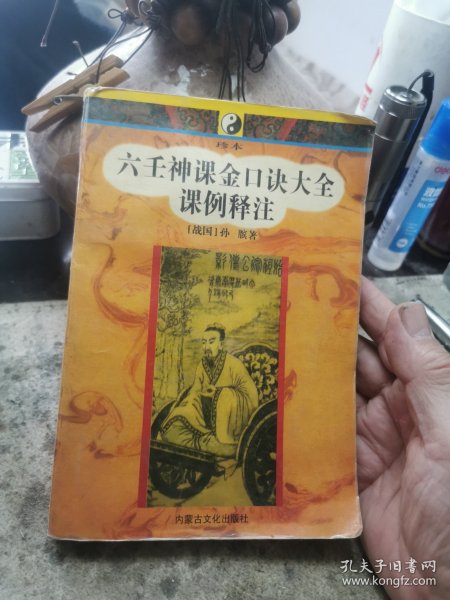 珍本
六壬神课金口诀大全
课例释注
[战国]孙 膑著
内蒙古文化出版社
孔夫子旧书网
www.kongfz.com